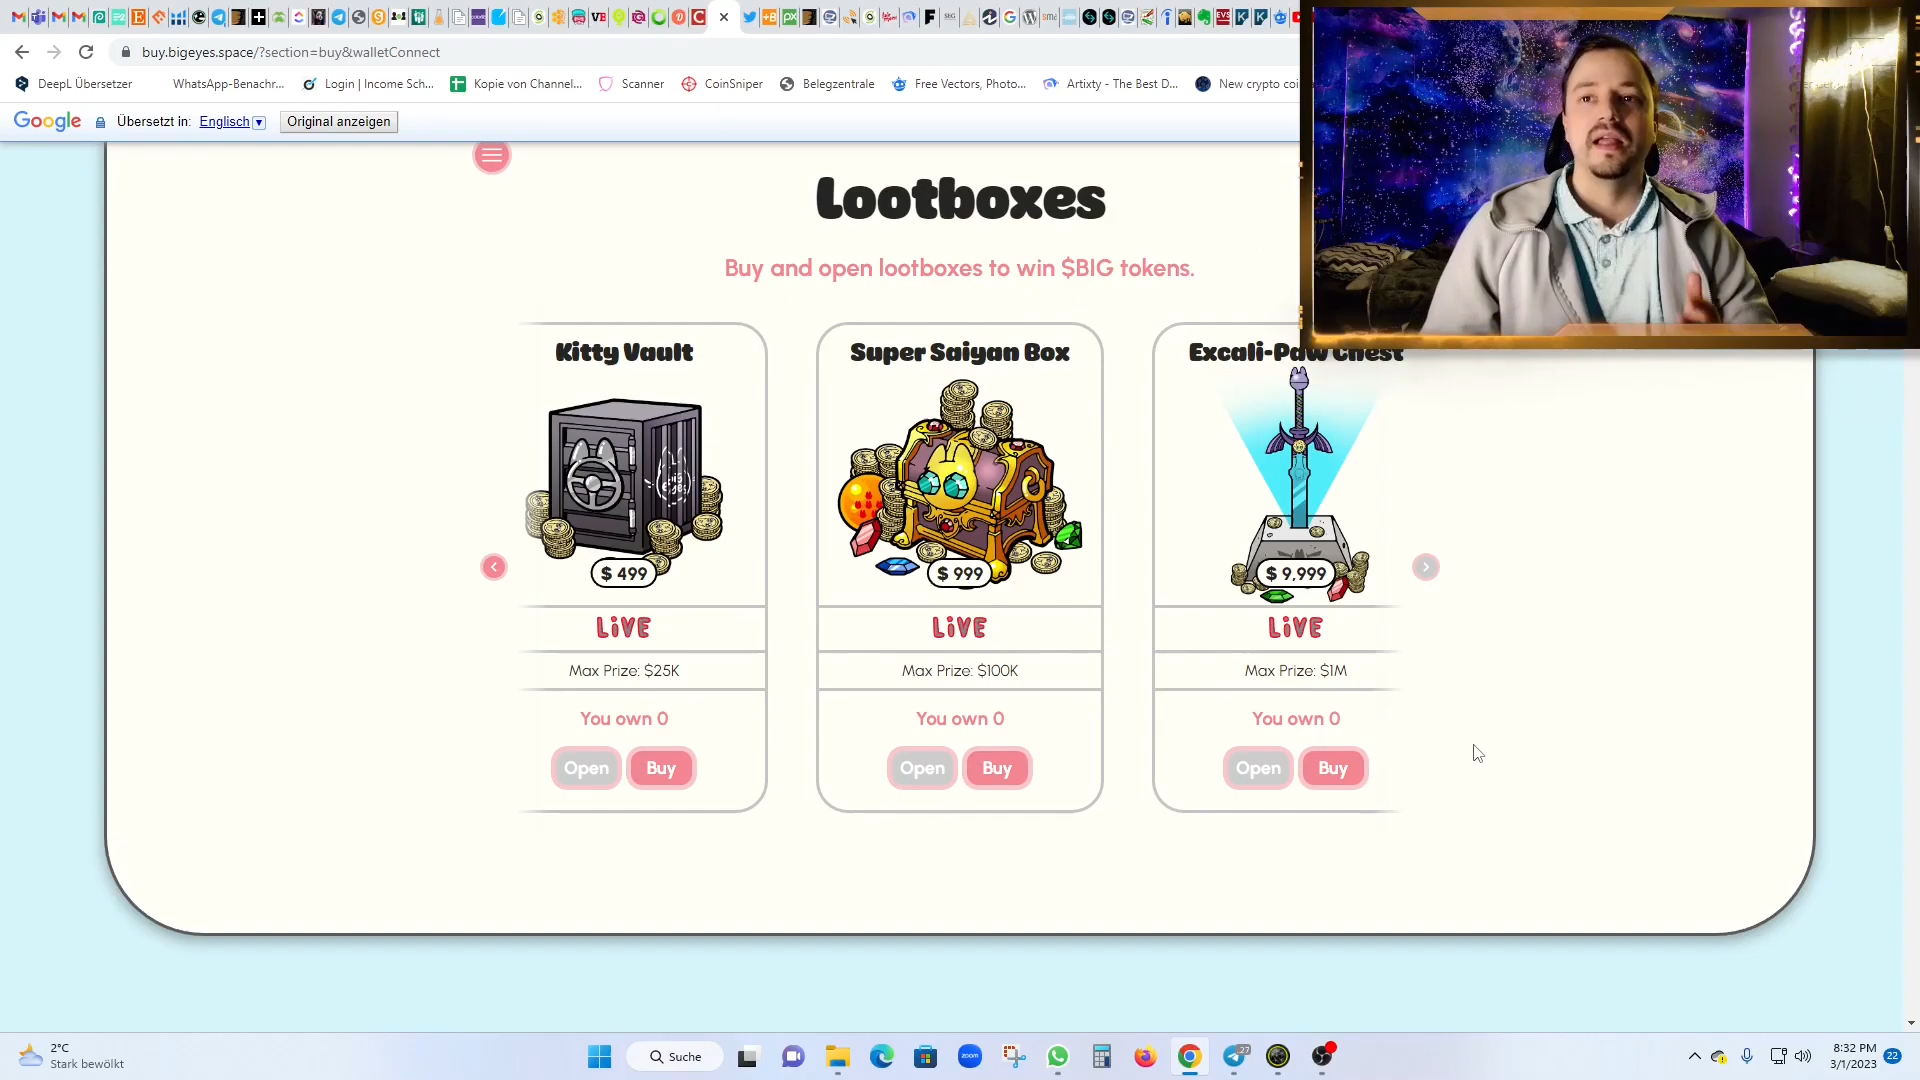 buy.bigeyes.space/?section=buy&walletConnect
DeepL Übersetzer
WhatsApp-Benachr...
Login | Income Sch...
Kopie von Channel...
Scanner
CoinSniper
Belegzentrale
Free Vectors, Photo...
Artixty - The Best D...
New crypto coi
Google
Übersetzt in:
Englisch
Original anzeigen
Lootboxes
Buy and open lootboxes to win $BIG tokens.
Kitty Vault
Super Saiyan Box
Excali-Paw Chest
$ 499
$ 999
$ 9,999
LiVE
LiVE
LiVE
Max Prize: $25K
Max Prize: $100K
Max Prize: $1M
You own 0
You own 0
You own 0
Open
Buy
Open
Buy
Open
Buy
2°C
Stark bewölkt
Suche
zoom
27
8:32 PM
3/1/2023
22